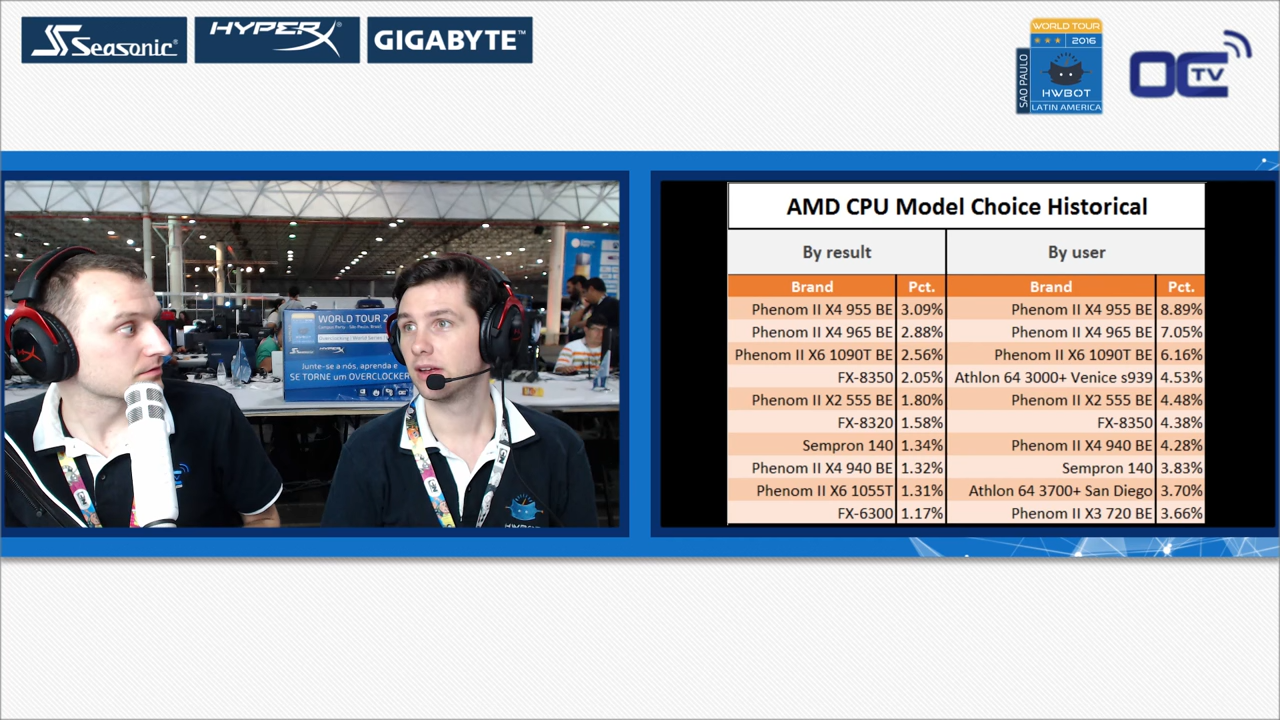 Seasonic®
HYPERX®
GIGABYTE™
WORLD TOUR
2016
SAO PAULO
HWBOT
LATIN AMERICA
OC TV
WORLD TOUR 2
Campus Party - São Paulo, Brasil
Junte-se a nós, aprenda e
SE TORNE um OVERCLOCKER
HWBOT
AMD CPU Model Choice Historical
By result By user
Brand Pct. Brand Pct.
Phenom II X4 955 BE 3.09% Phenom II X4 955 BE 8.89%
Phenom II X4 965 BE 2.88% Phenom II X4 965 BE 7.05%
Phenom II X6 1090T BE 2.56% Phenom II X6 1090T BE 6.16%
FX-8350 2.05% Athlon 64 3000+ Venice s939 4.53%
Phenom II X2 555 BE 1.80% Phenom II X2 555 BE 4.48%
FX-8320 1.58% FX-8350 4.38%
Sempron 140 1.34% Phenom II X4 940 BE 4.28%
Phenom II X4 940 BE 1.32% Sempron 140 3.83%
Phenom II X6 1055T 1.31% Athlon 64 3700+ San Diego 3.70%
FX-6300 1.17% Phenom II X3 720 BE 3.66%